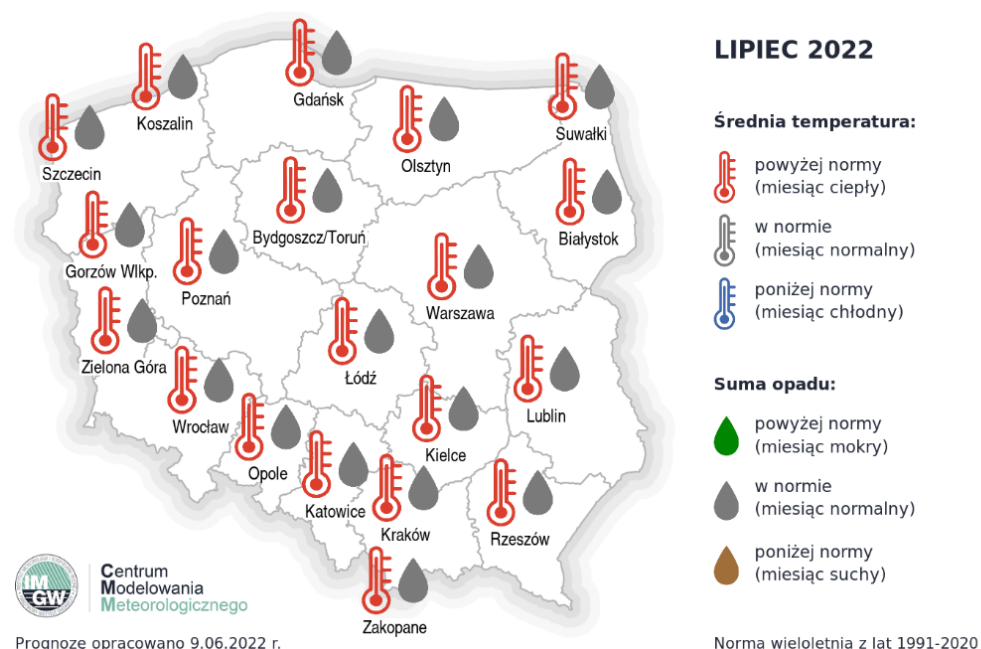 LIPIEC 2022
Średnia temperatura:
powyżej normy
(miesiąc ciepły)
w normie
(miesiąc normalny)
poniżej normy
(miesiąc chłodny)
Suma opadu:
powyżej normy
(miesiąc mokry)
w normie
(miesiąc normalny)
poniżej normy
(miesiąc suchy)
Gdańsk
Koszalin
Suwałki
Olsztyn
Szczecin
Bydgoszcz/Toruń
Białystok
Gorzów Wlkp.
Poznań
Warszawa
Zielona Góra
Łódź
Lublin
Wrocław
Kielce
Opole
Katowice
Kraków
Rzeszów
Zakopane
IM
GW
Centrum
Modelowania
Meteorologicznego
Prognozę opracowano 9.06.2022 r.
Norma wieloletnia z lat 1991-2020